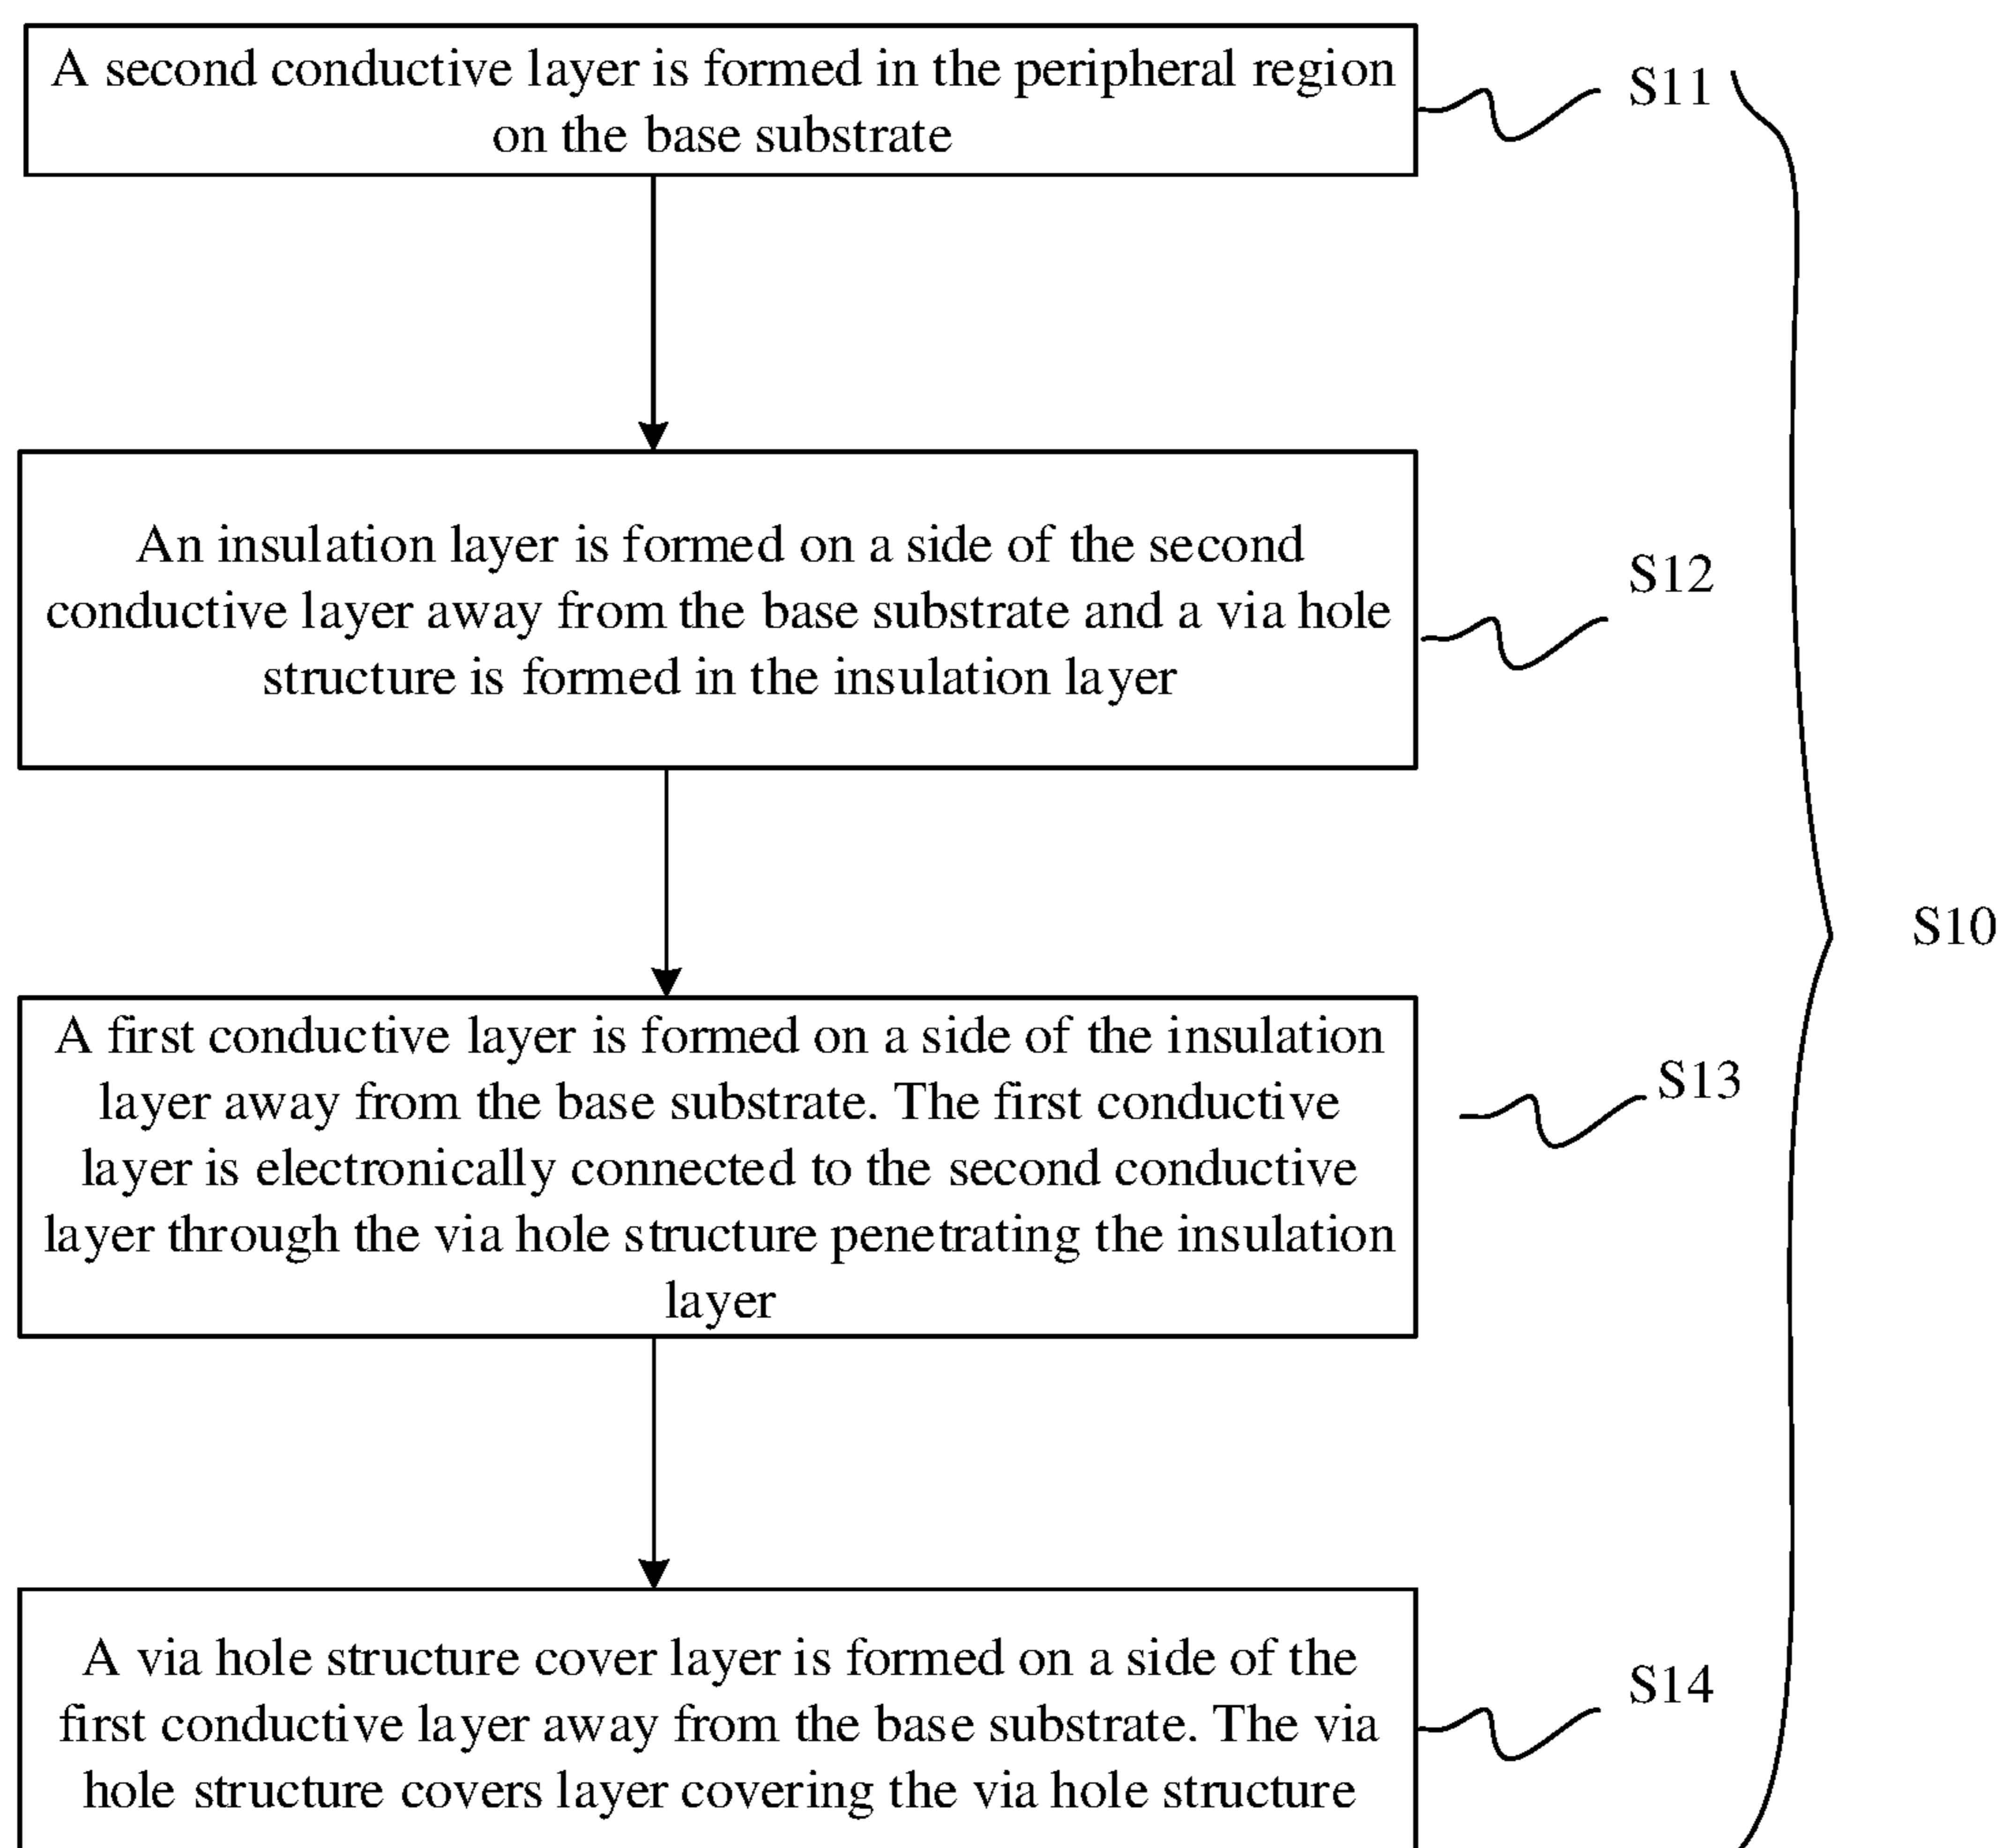 A second conductive layer is formed in the peripheral region
on the base substrate
S11
An insulation layer is formed on a side of the second
conductive layer away from the base substrate and a via hole
structure is formed in the insulation layer
S12
S10
A first conductive layer is formed on a side of the insulation
layer away from the base substrate. The first conductive
layer is electronically connected to the second conductive
layer through the via hole structure penetrating the insulation
layer
S13
A via hole structure cover layer is formed on a side of the
first conductive layer away from the base substrate. The via
hole structure covers layer covering the via hole structure
S14